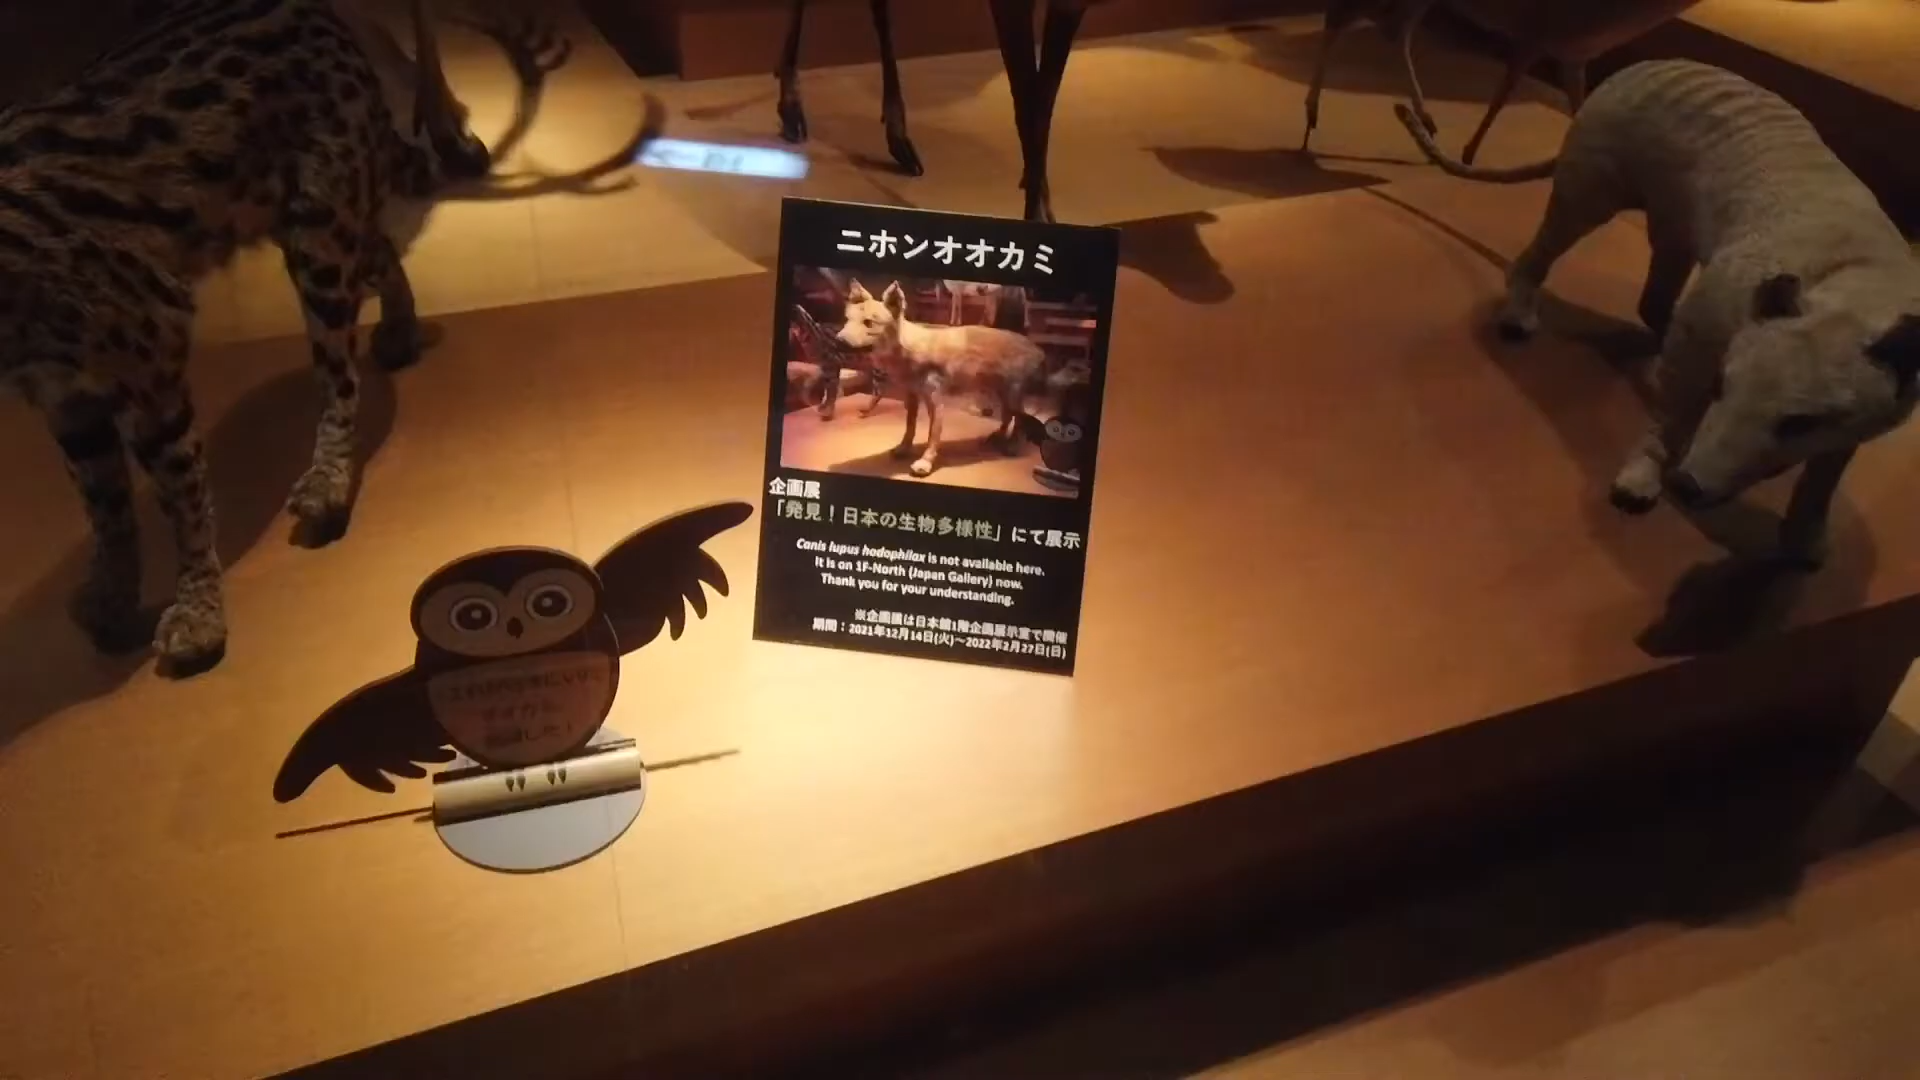 ニホンオオカミ
企画展
「発見！日本の生物多様性」にて展示
Canis lupus hodophilax is not available here.
It is on 1F-North (Japan Gallery) now.
Thank you for your understanding.
※企画展は日本館1階企画展示室で開催
期間：2021年12月14日(火)～2022年2月27日(日)